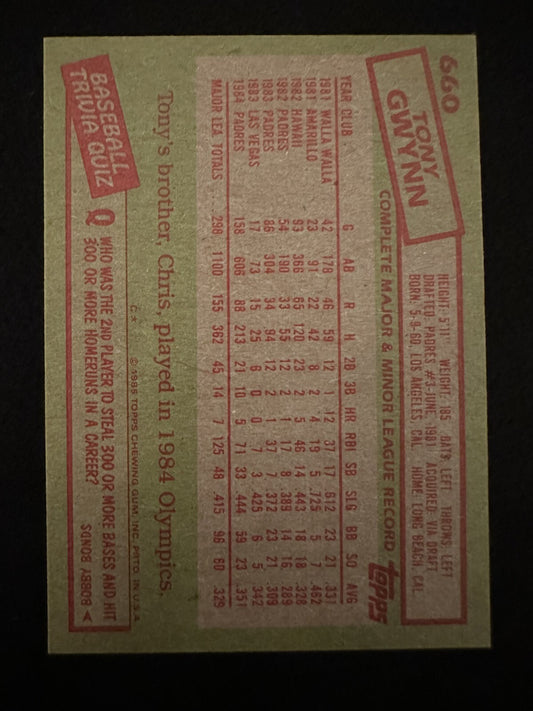 660
TONY
GWYNN
HEIGHT: 5'11" WEIGHT: 185 BATS: LEFT THROWS: LEFT
DRAFTED: PADRES #3-JUNE, 1981 ACQUIRED: VIA DRAFT
BORN: 5-9-60, LOS ANGELES, CAL. HOME: LONG BEACH, CAL.
COMPLETE MAJOR & MINOR LEAGUE RECORD topps
YEAR CLUB G AB R H 2B 3B HR RBI SB SLG BB SO AVG
1981 WALLA WALLA 42 178 46 59 12 1 12 37 17 .612 23 21 .331
1981 AMARILLO 23 91 22 42 8 2 4 19 5 .725 5 7 .462
1982 HAWAII 93 366 65 120 23 2 5 46 14 .443 18 18 .328
1982 PADRES 54 190 33 55 12 2 1 17 8 .389 14 16 .289
1983 PADRES 86 304 34 94 12 2 1 37 7 .372 23 21 .309
1983 LAS VEGAS 17 73 15 25 6 0 0 7 3 .425 6 5 .342
1984 PADRES 158 606 88 213 21 10 5 71 33 .444 59 23 .351
MAJOR LEA. TOTALS 298 1100 155 362 45 14 7 125 48 .415 96 60 .329
Tony's brother, Chris, played in 1984 Olympics.
C* ©1985 TOPPS CHEWING GUM, INC. PRTD. IN U.S.A.
BASEBALL
TRIVIA QUIZ
Q WHO WAS THE 2ND PLAYER TO STEAL 300 OR MORE BASES AND HIT
300 OR MORE HOMERUNS IN A CAREER?
A BOBBY BONDS